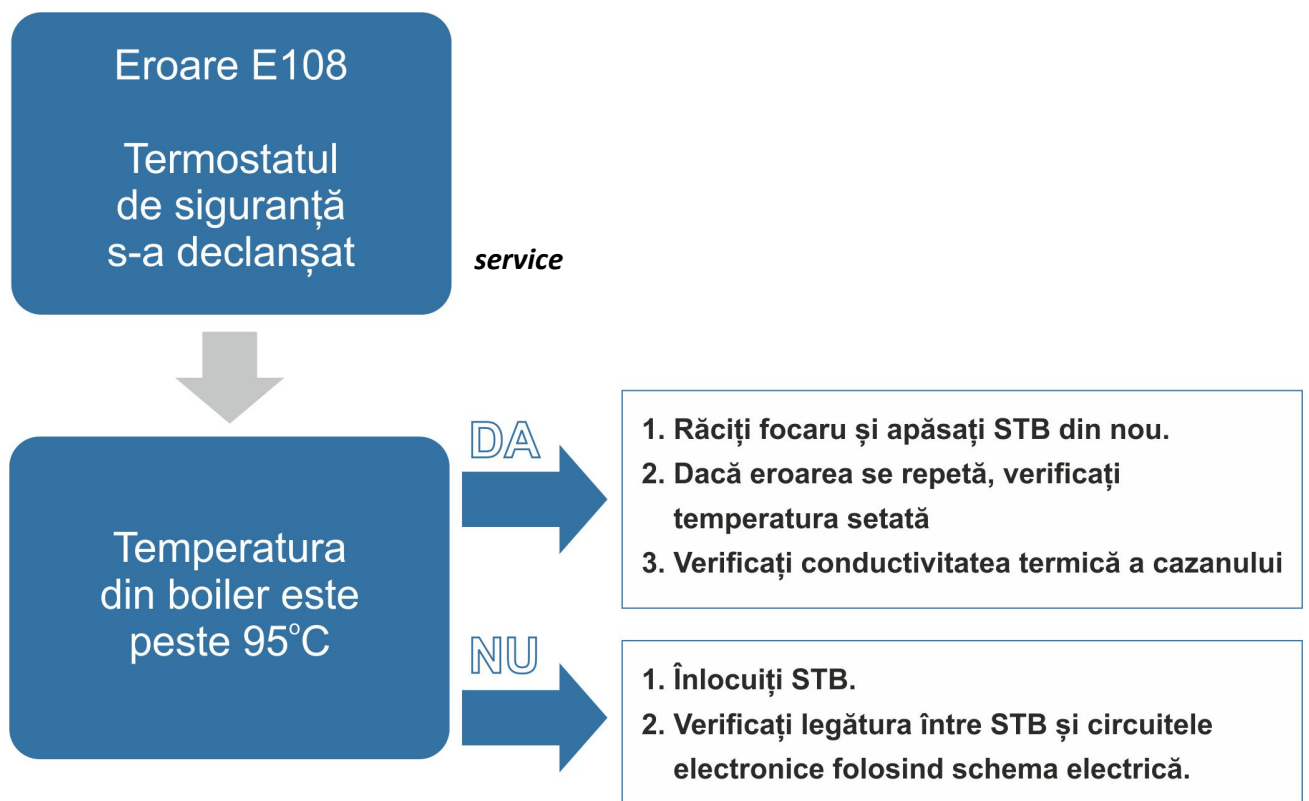 Eroare E108
Termostatul
de siguranță
s-a declanșat
service
Temperatura
din boiler este
peste 95°C
DA
1. Răciți focaru și apăsați STB din nou.
2. Dacă eroarea se repetă, verificați
temperatura setată
3. Verificați conductivitatea termică a cazanului
NU
1. Înlocuiți STB.
2. Verificați legătura între STB și circuitele
electronice folosind schema electrică.